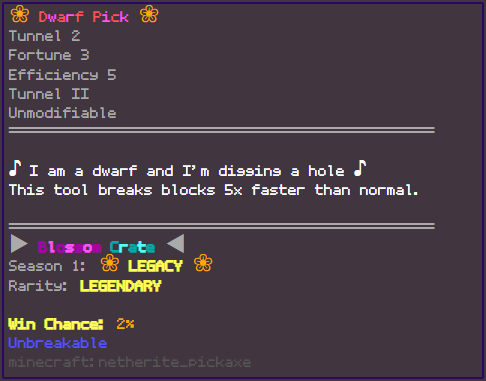 ❀ Dwarf Pick ❀
Tunnel 2
Fortune 3
Efficiency 5
Tunnel II
Unmodifiable
♪ I am a dwarf and I'm digging a hole ♪
This tool breaks blocks 5x faster than normal.
▶ Blossom Crate ◀
Season 1: ❀ LEGACY ❀
Rarity: LEGENDARY
Win Chance: 2%
Unbreakable
minecraft:netherite_pickaxe